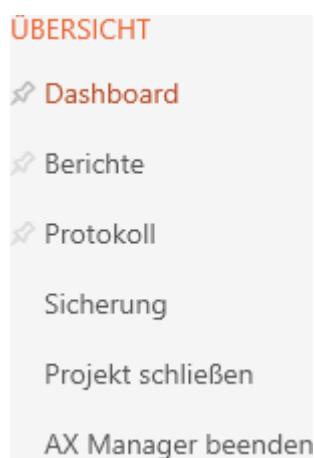 ÜBERSICHT
Dashboard
Berichte
Protokoll
Sicherung
Projekt schließen
AX Manager beenden